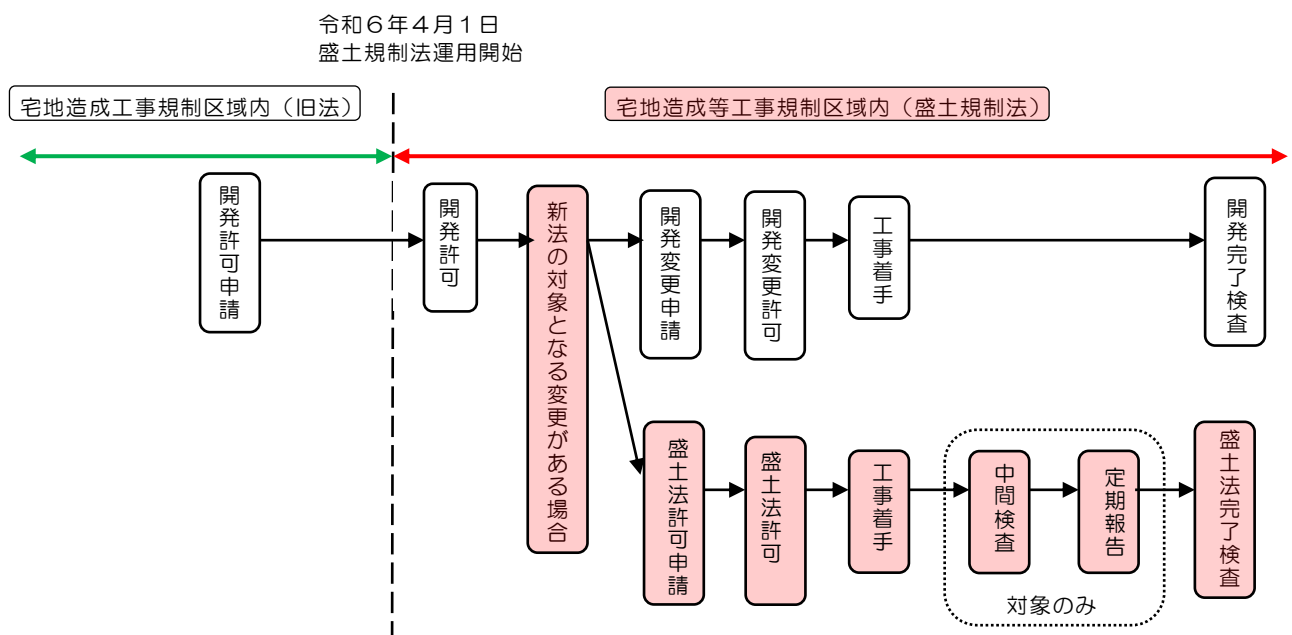 令和６年４月１日
盛土規制法運用開始
宅地造成工事規制区域内（旧法）
宅地造成等工事規制区域内（盛土規制法）
開発許可申請
開発許可
新法の対象となる変更がある場合
開発変更申請
開発変更許可
工事着手
開発完了検査
盛土法許可申請
盛土法許可
工事着手
中間検査
定期報告
盛土法完了検査
対象のみ